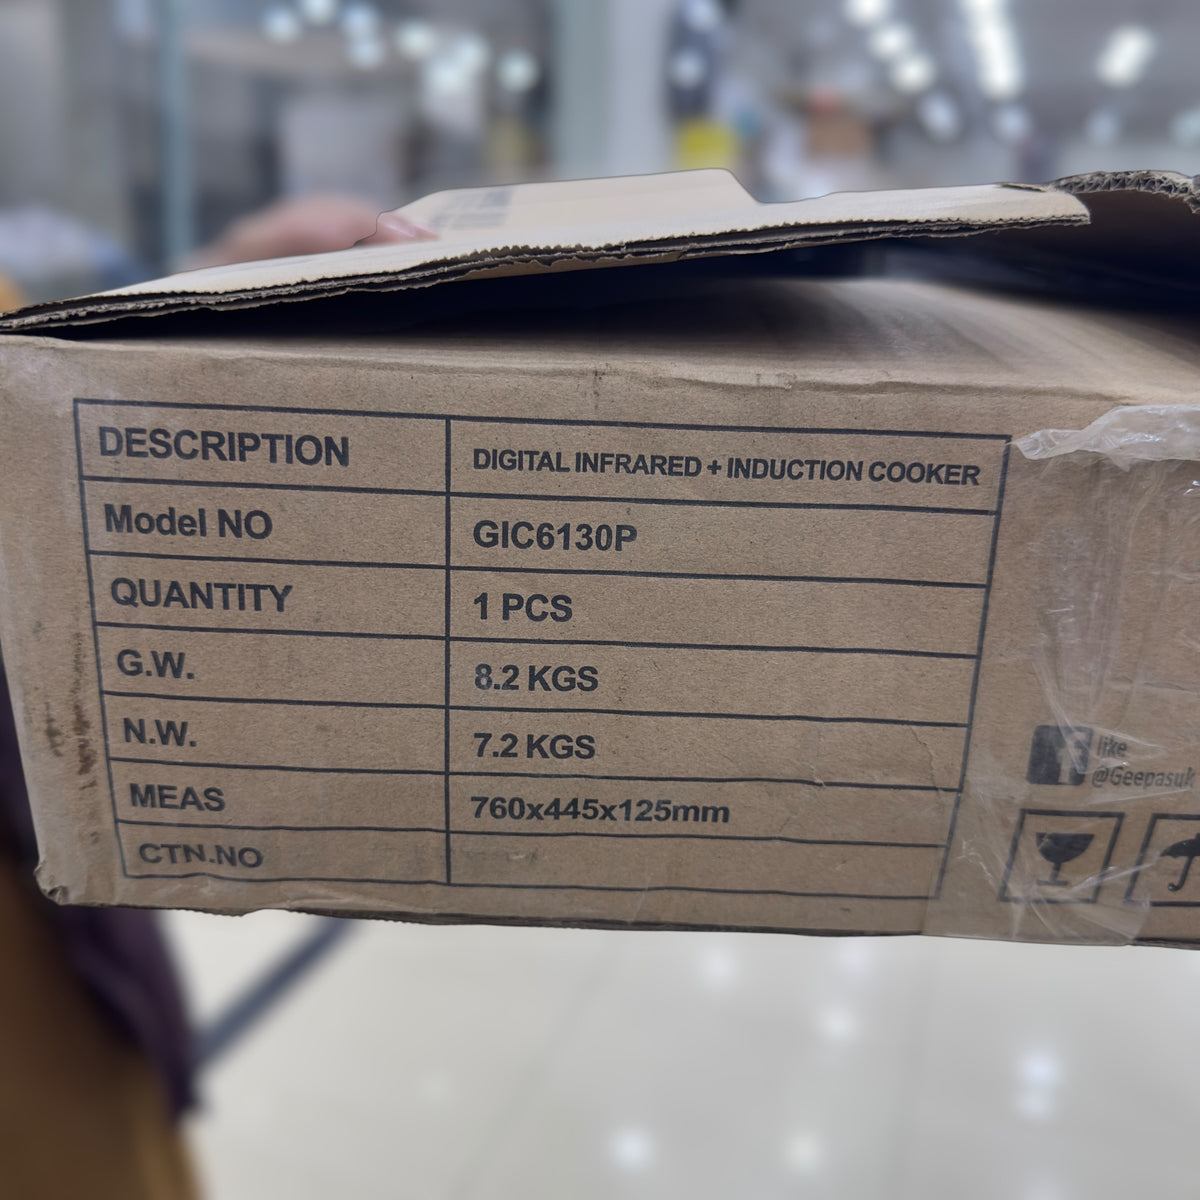 DESCRIPTION DIGITAL INFRARED + INDUCTION COOKER
Model NO GIC6130P
QUANTITY 1 PCS
G.W. 8.2 KGS
N.W. 7.2 KGS
MEAS 760x445x125mm
CTN.NO
f like
@Geepasuk